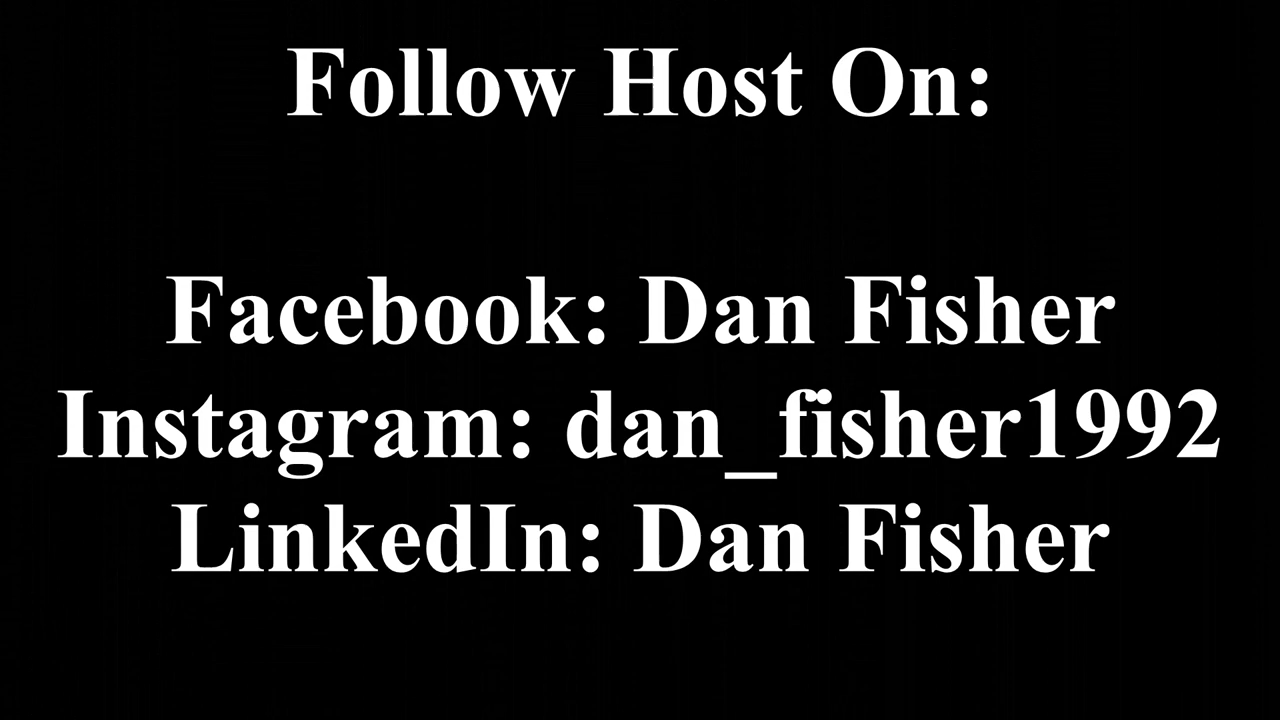 Follow Host On:
Facebook: Dan Fisher
Instagram: dan_fisher1992
LinkedIn: Dan Fisher